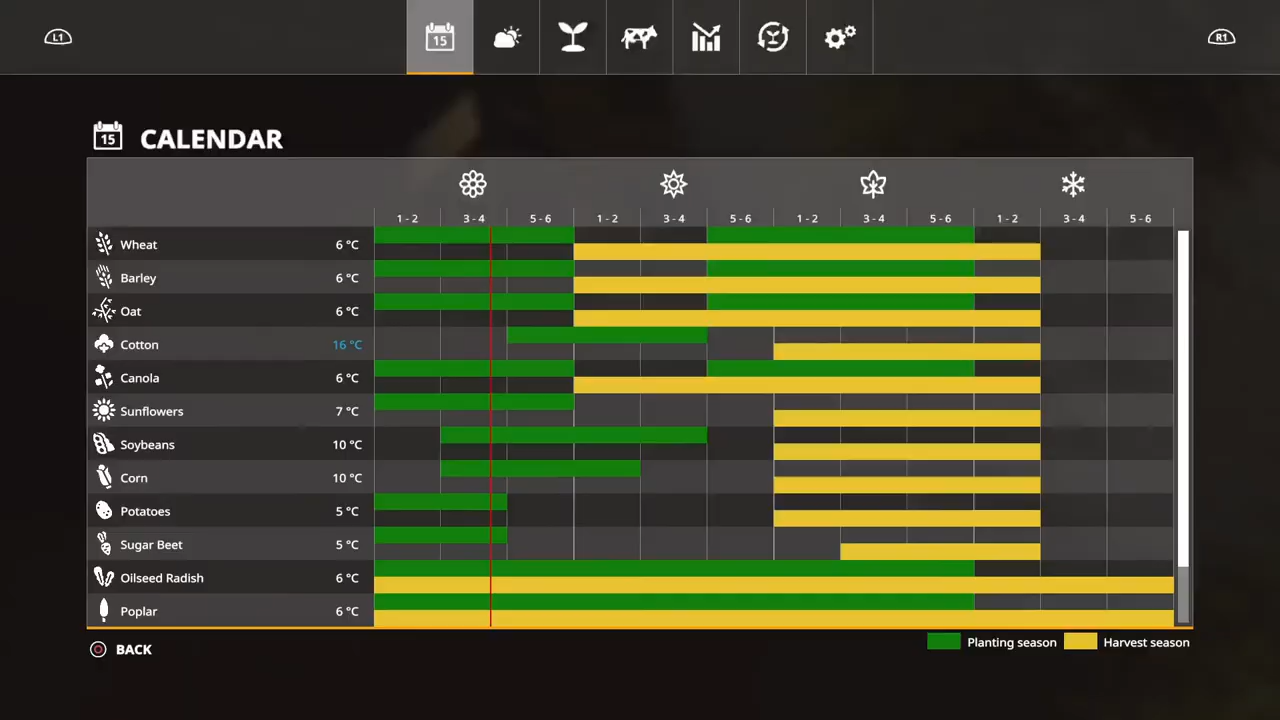 L1 15 R1
15 CALENDAR
1 - 2 3 - 4 5 - 6 1 - 2 3 - 4 5 - 6 1 - 2 3 - 4 5 - 6 1 - 2 3 - 4 5 - 6
Wheat 6 °C
Barley 6 °C
Oat 6 °C
Cotton 16 °C
Canola 6 °C
Sunflowers 7 °C
Soybeans 10 °C
Corn 10 °C
Potatoes 5 °C
Sugar Beet 5 °C
Oilseed Radish 6 °C
Poplar 6 °C
BACK Planting season Harvest season